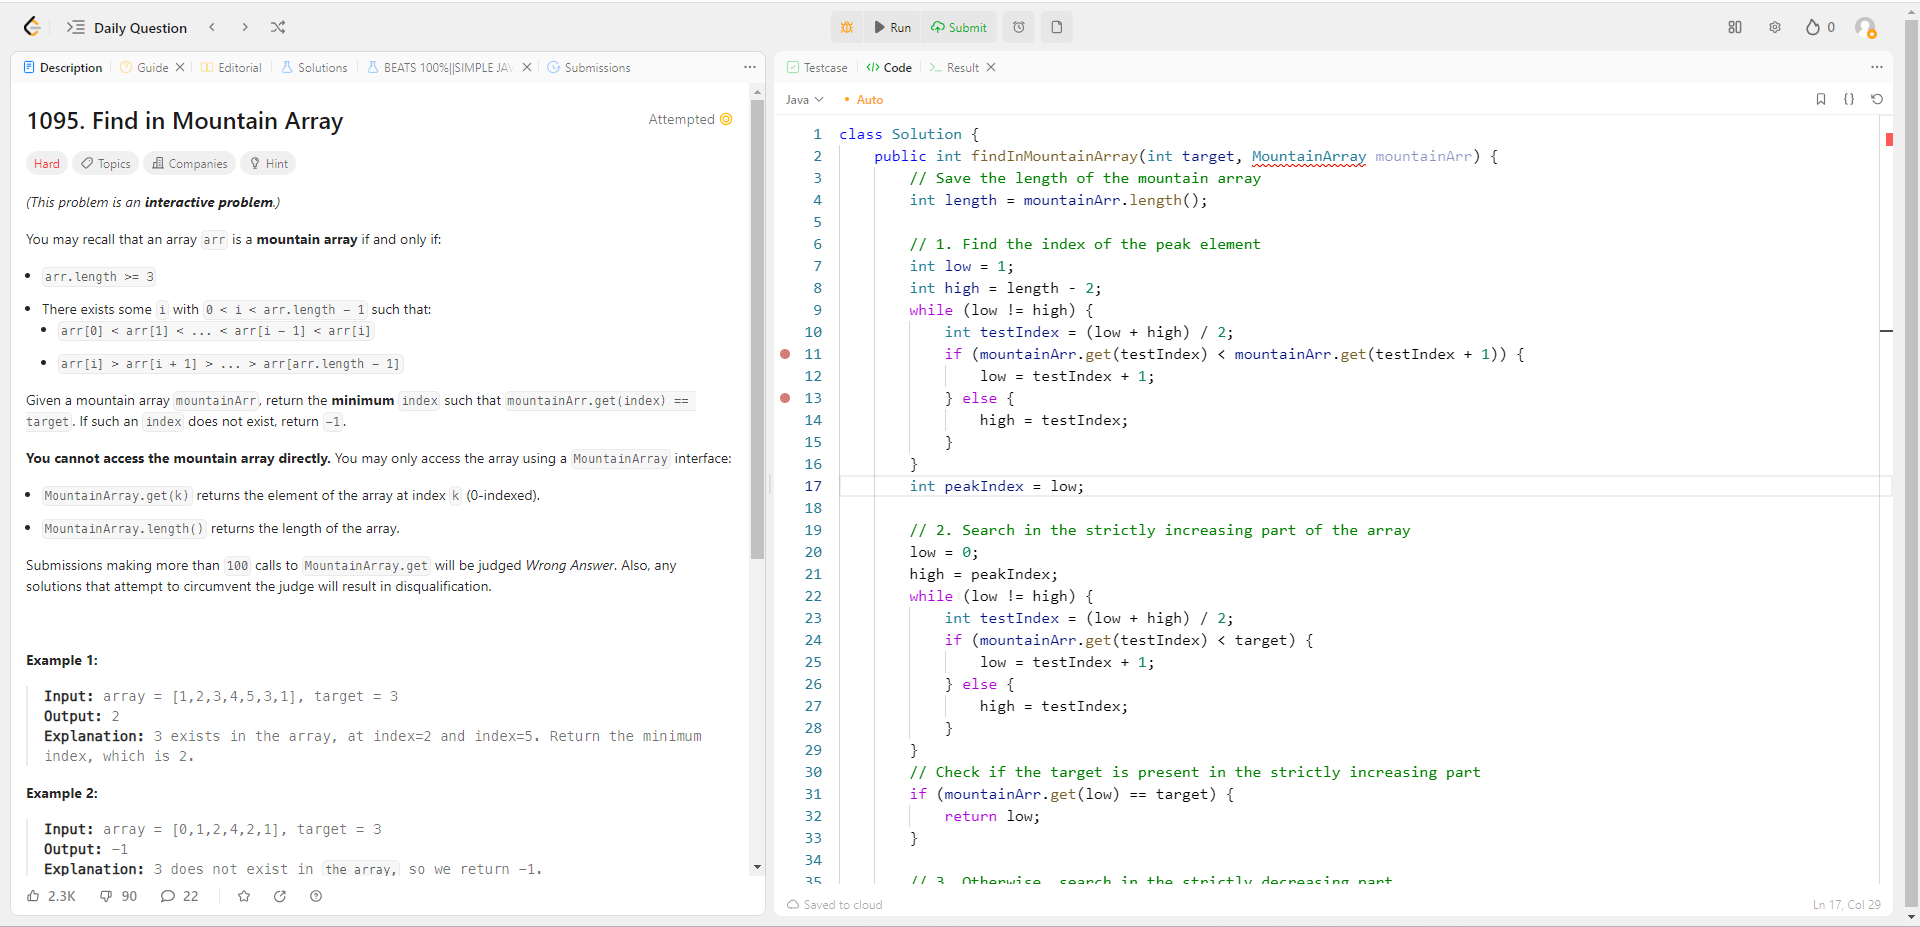 Daily Question
Run
Submit
0
Description
Guide
Editorial
Solutions
BEATS 100%||SIMPLE JAV
Submissions
1095. Find in Mountain Array
Attempted
Hard
Topics
Companies
Hint
(This problem is an interactive problem.)
You may recall that an array arr is a mountain array if and only if:
• arr.length >= 3
• There exists some i with 0 < i < arr.length - 1 such that:
• arr[0] < arr[1] < ... < arr[i - 1] < arr[i]
• arr[i] > arr[i + 1] > ... > arr[arr.length - 1]
Given a mountain array mountainArr, return the minimum index such that mountainArr.get(index) ==
target. If such an index does not exist, return -1.
You cannot access the mountain array directly. You may only access the array using a MountainArray interface:
• MountainArray.get(k) returns the element of the array at index k (0-indexed).
• MountainArray.length() returns the length of the array.
Submissions making more than 100 calls to MountainArray.get will be judged Wrong Answer. Also, any
solutions that attempt to circumvent the judge will result in disqualification.
Example 1:
Input: array = [1,2,3,4,5,3,1], target = 3
Output: 2
Explanation: 3 exists in the array, at index=2 and index=5. Return the minimum
index, which is 2.
Example 2:
Input: array = [0,1,2,4,2,1], target = 3
Output: -1
Explanation: 3 does not exist in the array, so we return -1.
2.3K
90
22
Testcase
Code
Result
Java
• Auto
1 class Solution {
2 public int findInMountainArray(int target, MountainArray mountainArr) {
3 // Save the length of the mountain array
4 int length = mountainArr.length();
5
6 // 1. Find the index of the peak element
7 int low = 1;
8 int high = length - 2;
9 while (low != high) {
10 int testIndex = (low + high) / 2;
11 if (mountainArr.get(testIndex) < mountainArr.get(testIndex + 1)) {
12 low = testIndex + 1;
13 } else {
14 high = testIndex;
15 }
16 }
17 int peakIndex = low;
18
19 // 2. Search in the strictly increasing part of the array
20 low = 0;
21 high = peakIndex;
22 while (low != high) {
23 int testIndex = (low + high) / 2;
24 if (mountainArr.get(testIndex) < target) {
25 low = testIndex + 1;
26 } else {
27 high = testIndex;
28 }
29 }
30 // Check if the target is present in the strictly increasing part
31 if (mountainArr.get(low) == target) {
32 return low;
33 }
34
35 // 3. Otherwise, search in the strictly decreasing part
Saved to cloud
Ln 17, Col 29